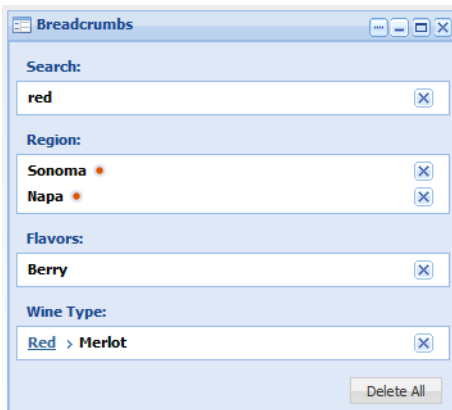 Breadcrumbs
Search:
red
Region:
Sonoma
Napa
Flavors:
Berry
Wine Type:
Red > Merlot
Delete All